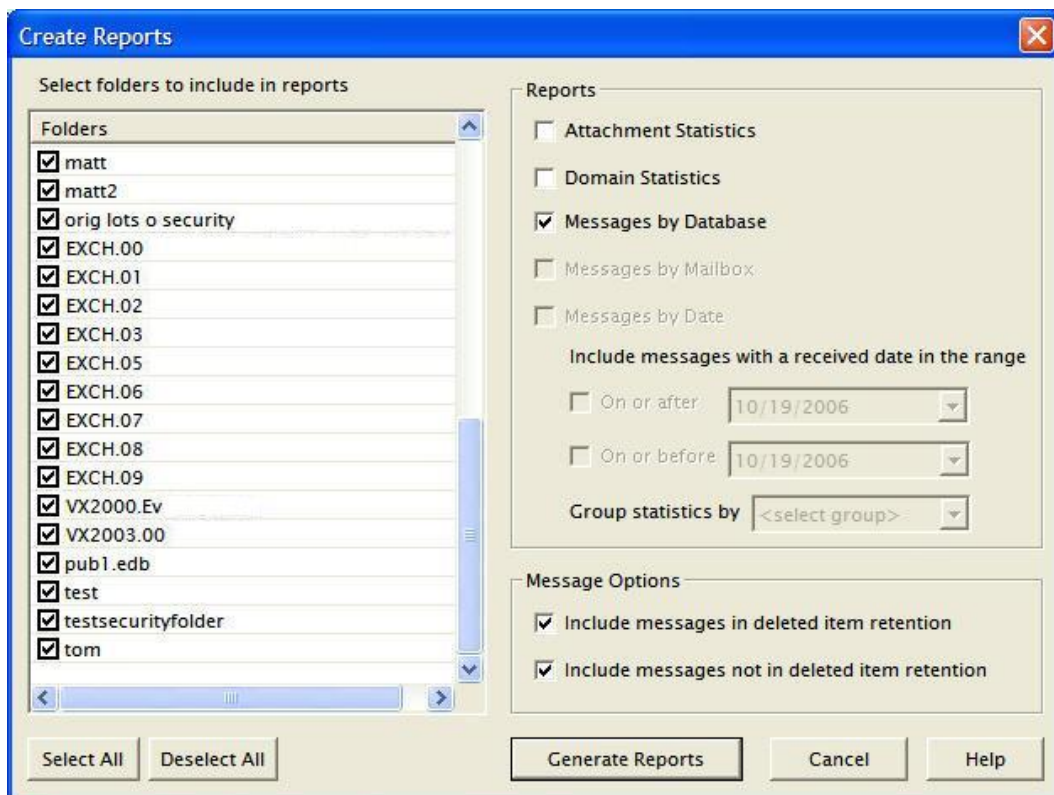 Create Reports
Select folders to include in reports
Folders
matt
matt2
orig lots o security
EXCH.00
EXCH.01
EXCH.02
EXCH.03
EXCH.05
EXCH.06
EXCH.07
EXCH.08
EXCH.09
VX2000.Ev
VX2003.00
pub1.edb
test
testsecurityfolder
tom
Select All
Deselect All
Reports
Attachment Statistics
Domain Statistics
Messages by Database
Messages by Mailbox
Messages by Date
Include messages with a received date in the range
On or after 10/19/2006
On or before 10/19/2006
Group statistics by <select group>
Message Options
Include messages in deleted item retention
Include messages not in deleted item retention
Generate Reports
Cancel
Help